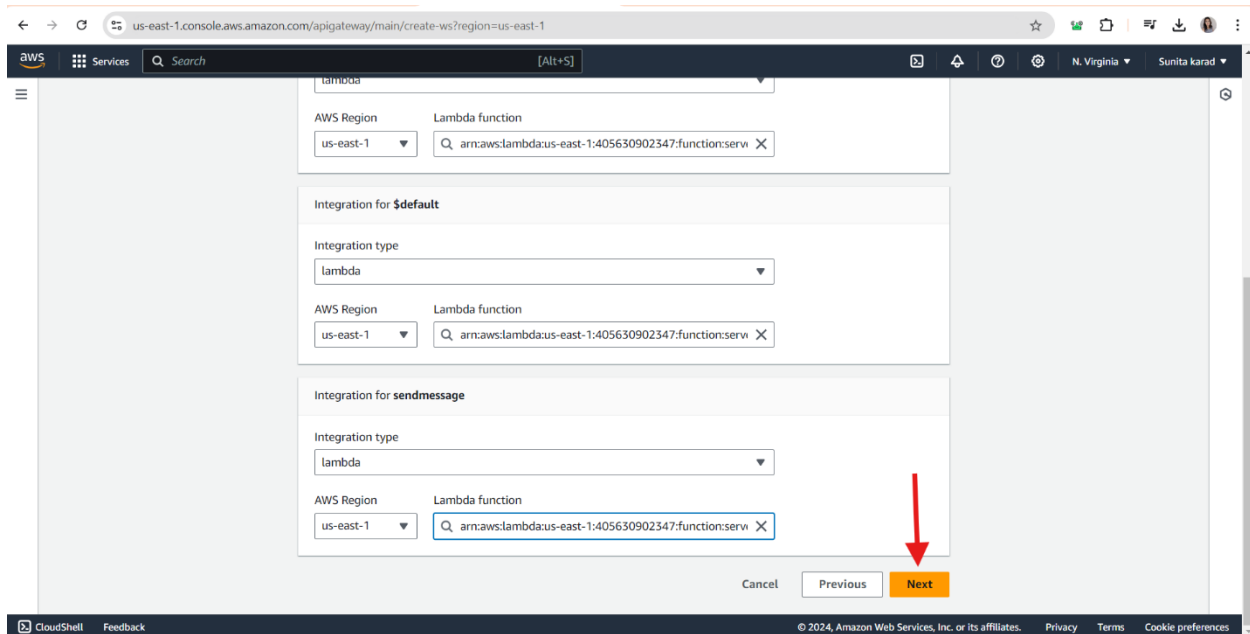 us-east-1.console.aws.amazon.com/apigateway/main/create-ws?region=us-east-1
aws Services Search [Alt+S] N. Virginia Sunita karad
lambda
AWS Region Lambda function
us-east-1 arn:aws:lambda:us-east-1:405630902347:function:serv
Integration for $default
Integration type
lambda
AWS Region Lambda function
us-east-1 arn:aws:lambda:us-east-1:405630902347:function:serv
Integration for sendmessage
Integration type
lambda
AWS Region Lambda function
us-east-1 arn:aws:lambda:us-east-1:405630902347:function:serv
Cancel Previous Next
CloudShell Feedback © 2024, Amazon Web Services, Inc. or its affiliates. Privacy Terms Cookie preferences